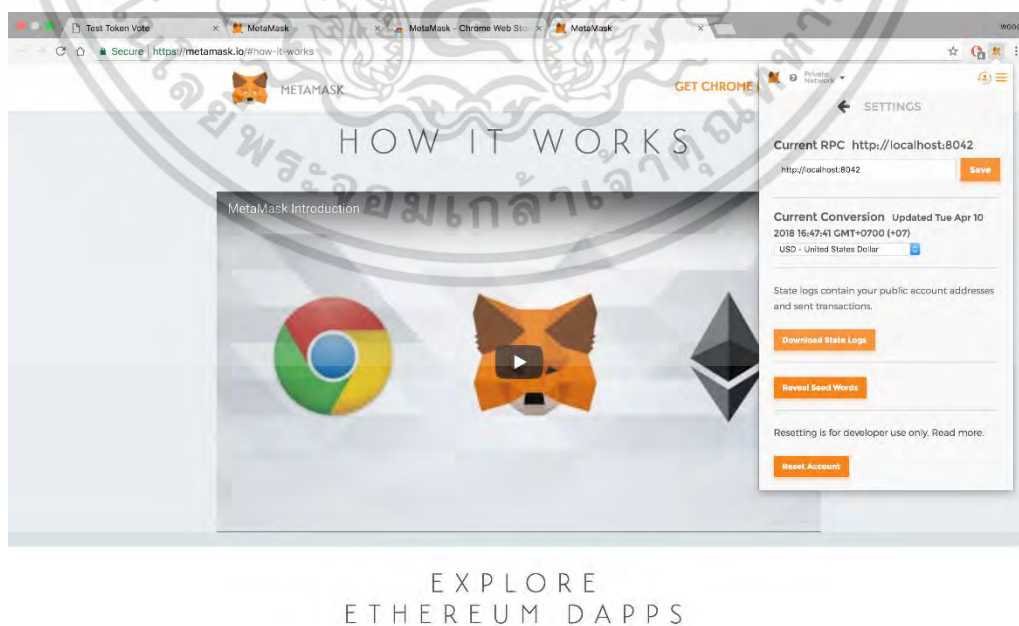 Test Token Vote
MetaMask
MetaMask - Chrome Web Sto
MetaMask
Secure https://metamask.io/#how-it-works
METAMASK
GET CHROME
HOW IT WORKS
MetaMask Introduction
Private
Network
SETTINGS
Current RPC http://localhost:8042
http://localhost:8042
Save
Current Conversion Updated Tue Apr 10
2018 16:47:41 GMT+0700 (+07)
USD - United States Dollar
State logs contain your public account addresses
and sent transactions.
Download State Logs
Reveal Seed Words
Resetting is for developer use only. Read more.
Reset Account
EXPLORE
ETHEREUM DAPPS